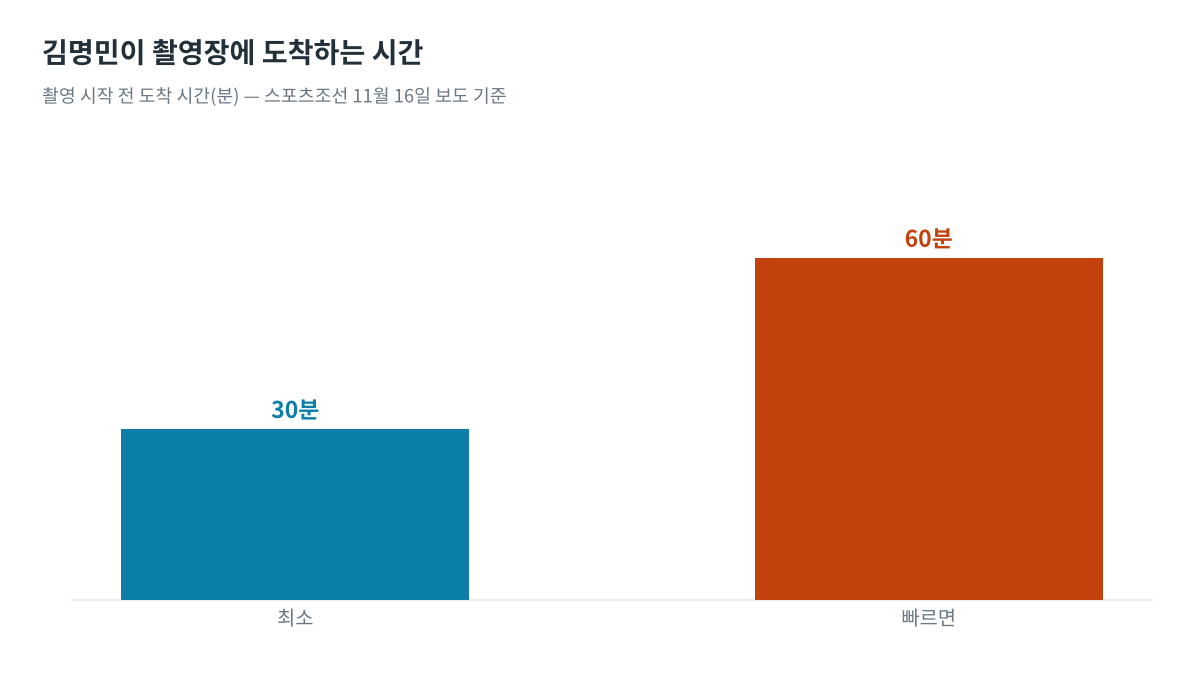 김명민이 촬영장에 도착하는 시간
촬영 시작 전 도착 시간(분) — 스포츠조선 11월 16일 보도 기준
60분
30분
최소
빠르면